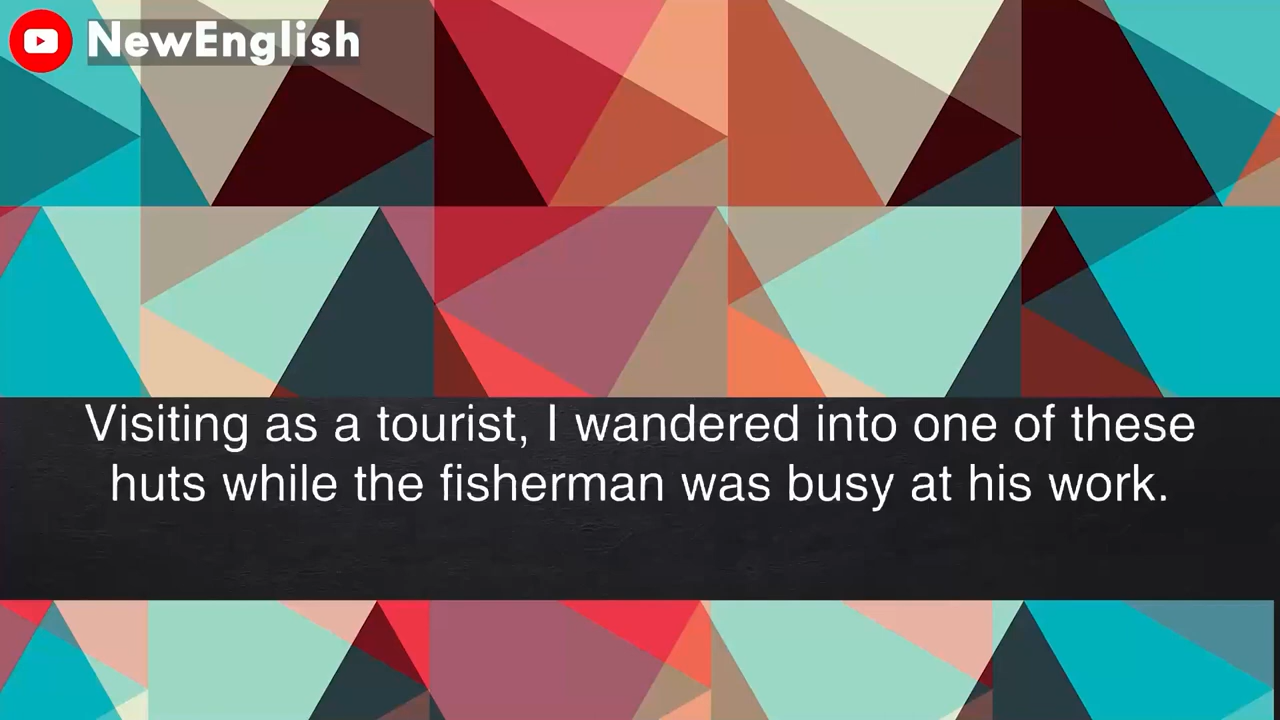 NewEnglish
Visiting as a tourist, I wandered into one of these
huts while the fisherman was busy at his work.